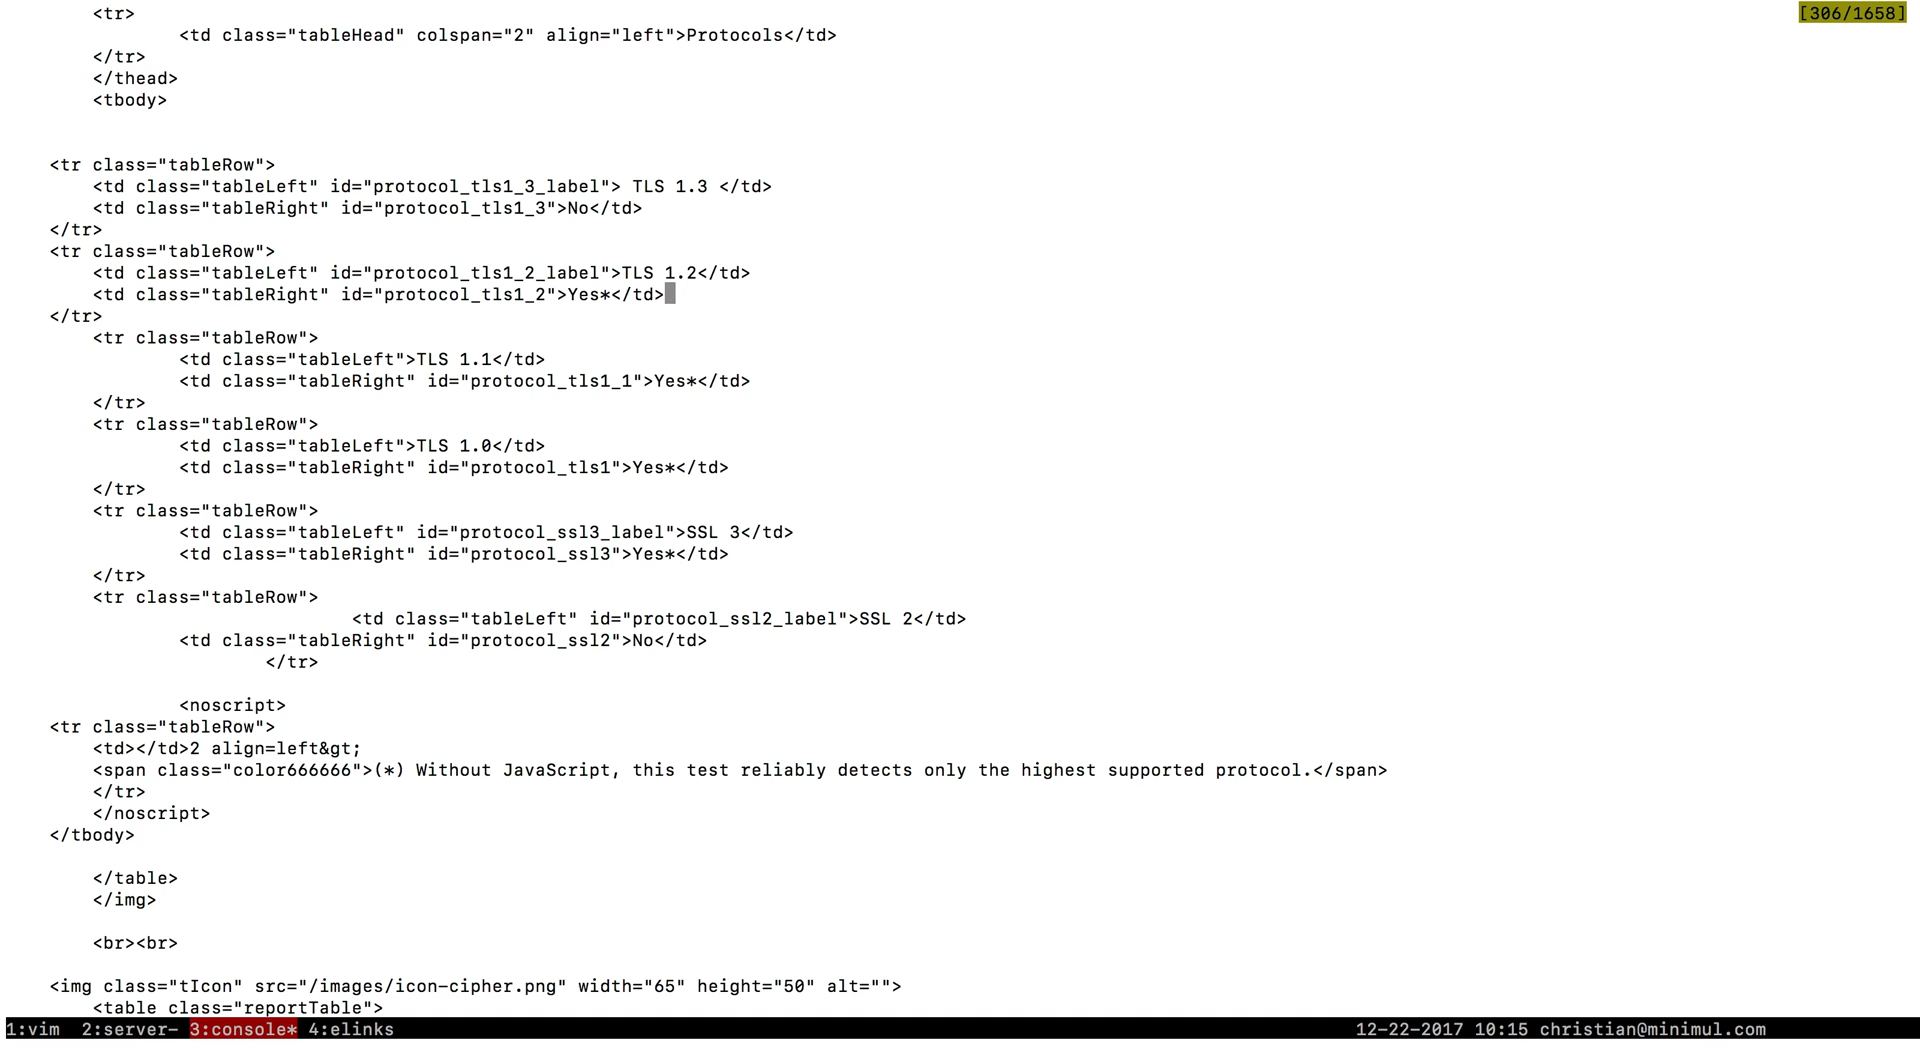 <tr>
[306/1658]
<td class="tableHead" colspan="2" align="left">Protocols</td>
</tr>
</thead>
<tbody>
<tr class="tableRow">
<td class="tableLeft" id="protocol_tls1_3_label"> TLS 1.3 </td>
<td class="tableRight" id="protocol_tls1_3">No</td>
</tr>
<tr class="tableRow">
<td class="tableLeft" id="protocol_tls1_2_label">TLS 1.2</td>
<td class="tableRight" id="protocol_tls1_2">Yes*</td>
</tr>
<tr class="tableRow">
<td class="tableLeft">TLS 1.1</td>
<td class="tableRight" id="protocol_tls1_1">Yes*</td>
</tr>
<tr class="tableRow">
<td class="tableLeft">TLS 1.0</td>
<td class="tableRight" id="protocol_tls1">Yes*</td>
</tr>
<tr class="tableRow">
<td class="tableLeft" id="protocol_ssl3_label">SSL 3</td>
<td class="tableRight" id="protocol_ssl3">Yes*</td>
</tr>
<tr class="tableRow">
<td class="tableLeft" id="protocol_ssl2_label">SSL 2</td>
<td class="tableRight" id="protocol_ssl2">No</td>
</tr>
<noscript>
<tr class="tableRow">
<td></td>2 align=left&gt;
<span class="color666666">(*) Without JavaScript, this test reliably detects only the highest supported protocol.</span>
</tr>
</noscript>
</tbody>
</table>
</img>
<br><br>
<img class="tIcon" src="/images/icon-cipher.png" width="65" height="50" alt="">
<table class="reportTable">
1:vim 2:server- 3:console* 4:elinks 12-22-2017 10:15 christian@minimul.com